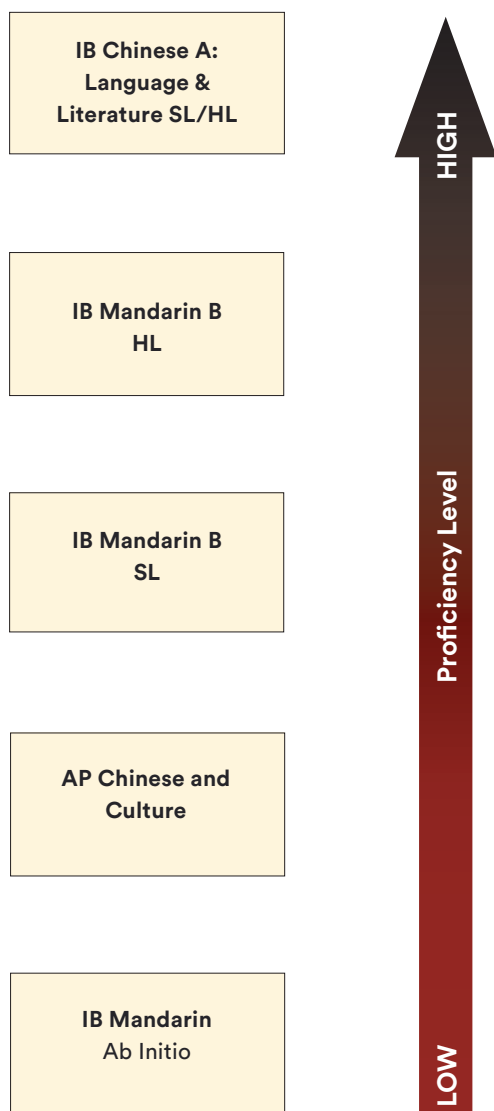 IB Chinese A:
Language &
Literature SL/HL
HIGH
IB Mandarin B
HL
IB Mandarin B
SL
Proficiency Level
AP Chinese and
Culture
IB Mandarin
Ab Initio
LOW